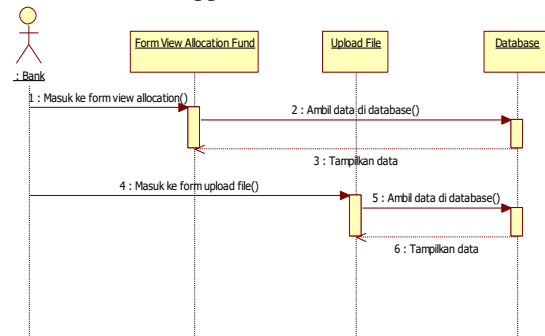 Form View Allocation Fund
Upload File
Database
: Bank
1 : Masuk ke form view allocation()
2 : Ambil data di database()
3 : Tampilkan data
4 : Masuk ke form upload file()
5 : Ambil data di database()
6 : Tampilkan data